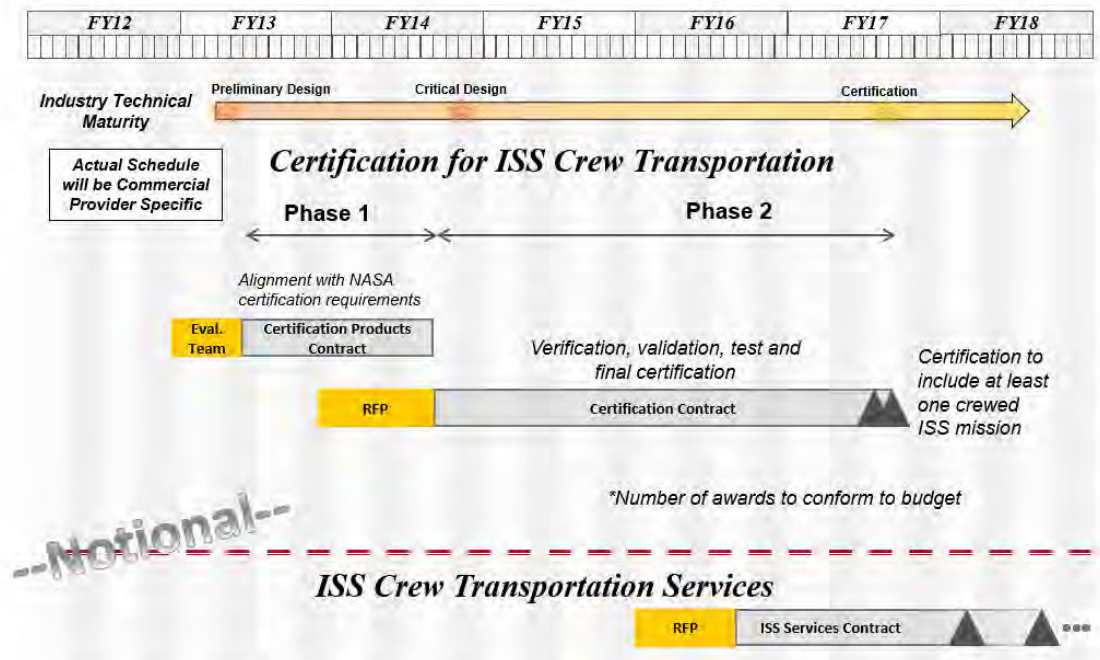 FY12 FY13 FY14 FY15 FY16 FY17 FY18
Preliminary Design
Critical Design
Certification
Industry Technical
Maturity
Actual Schedule
will be Commercial
Provider Specific
Certification for ISS Crew Transportation
Phase 1
Phase 2
Alignment with NASA
certification requirements
Eval.
Team
Certification Products
Contract
Verification, validation, test and
final certification
Certification to
include at least
one crewed
ISS mission
RFP
Certification Contract
*Number of awards to conform to budget
--Notional--
ISS Crew Transportation Services
RFP
ISS Services Contract